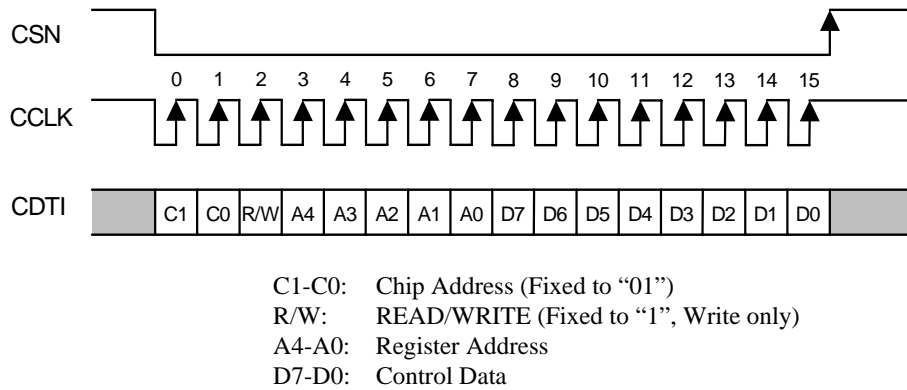 CSN
0 1 2 3 4 5 6 7 8 9 10 11 12 13 14 15
CCLK
CDTI C1 C0 R/W A4 A3 A2 A1 A0 D7 D6 D5 D4 D3 D2 D1 D0
C1-C0: Chip Address (Fixed to “01”)
R/W: READ/WRITE (Fixed to “1”, Write only)
A4-A0: Register Address
D7-D0: Control Data